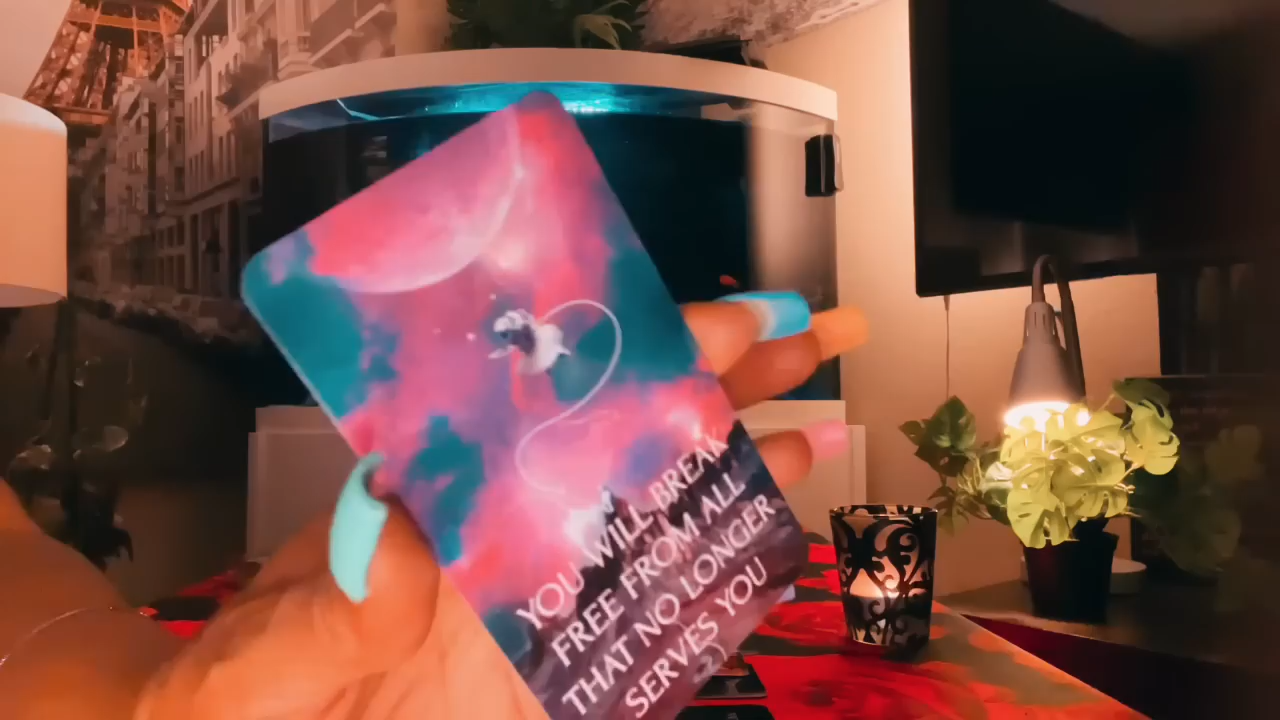 YOU WILL BREAK
FREE FROM ALL
THAT NO LONGER
SERVES YOU